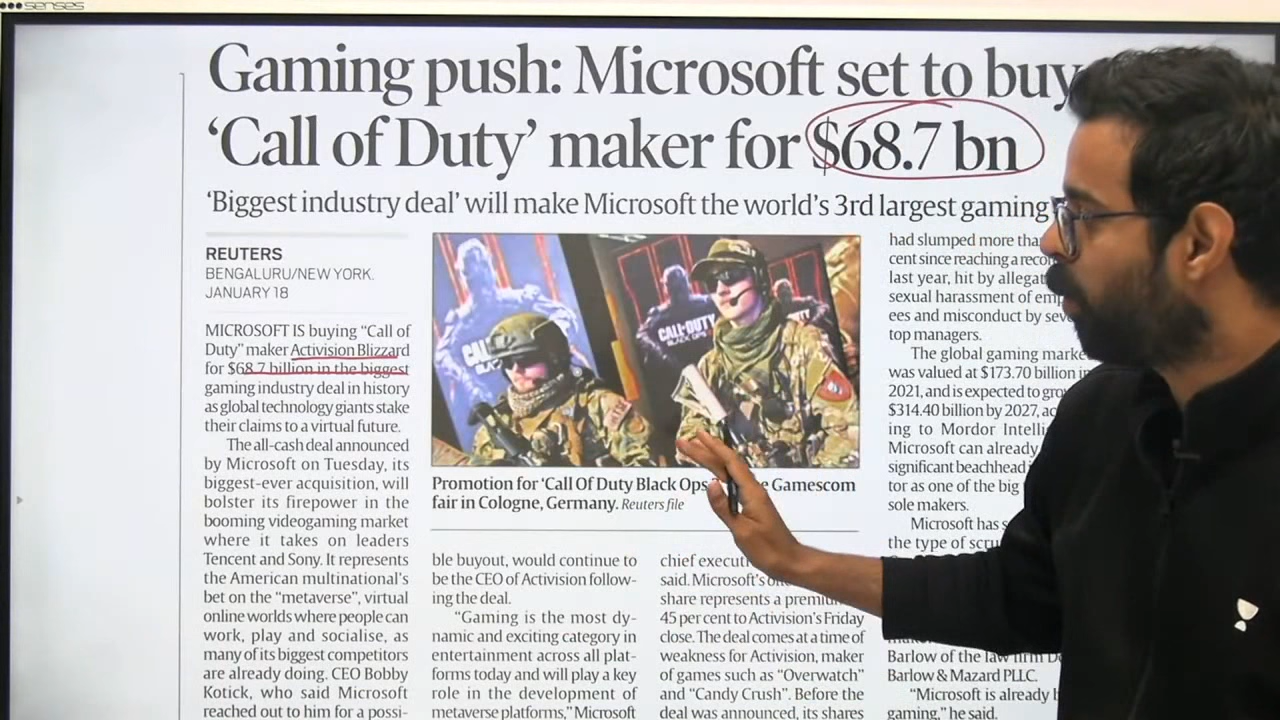 senses
Gaming push: Microsoft set to buy
‘Call of Duty’ maker for $68.7 bn
‘Biggest industry deal’ will make Microsoft the world’s 3rd largest gaming
REUTERS
BENGALURU/NEW YORK.
JANUARY 18
MICROSOFT IS buying “Call of
Duty” maker Activision Blizzard
for $68.7 billion in the biggest
gaming industry deal in history
as global technology giants stake
their claims to a virtual future.
The all-cash deal announced
by Microsoft on Tuesday, its
biggest-ever acquisition, will
bolster its firepower in the
booming videogaming market
where it takes on leaders
Tencent and Sony. It represents
the American multinational’s
bet on the “metaverse”, virtual
online worlds where people can
work, play and socialise, as
many of its biggest competitors
are already doing. CEO Bobby
Kotick, who said Microsoft
reached out to him for a possi-
CALL OF DUTY
BLACK OPS
Promotion for ‘Call Of Duty Black Ops Gamescom
fair in Cologne, Germany. Reuters file
ble buyout, would continue to
be the CEO of Activision follow-
ing the deal.
“Gaming is the most dy-
namic and exciting category in
entertainment across all plat-
forms today and will play a key
role in the development of
metaverse platforms,” Microsoft
chief
said. Microsoft’s
share represents a
45 per cent to Activision’s Friday
close. The deal comes at a time of
weakness for Activision, maker
of games such as “Overwatch”
and “Candy Crush”. Before the
deal was announced, its shares
had slumped more
cent since reaching a
last year, hit by
sexual harassment of
ees and misconduct by
top managers.
The global gaming
was valued at $173.70 billion in
2021, and is expected to
$314.40 billion by 2027,
ing to Mordor
Microsoft can already
significant beachhead
tor as one of the big
sole makers.
Microsoft has
the type of
Barlow of the law firm
Barlow & Mazard PLLC.
“Microsoft is already
gaming,” he said.